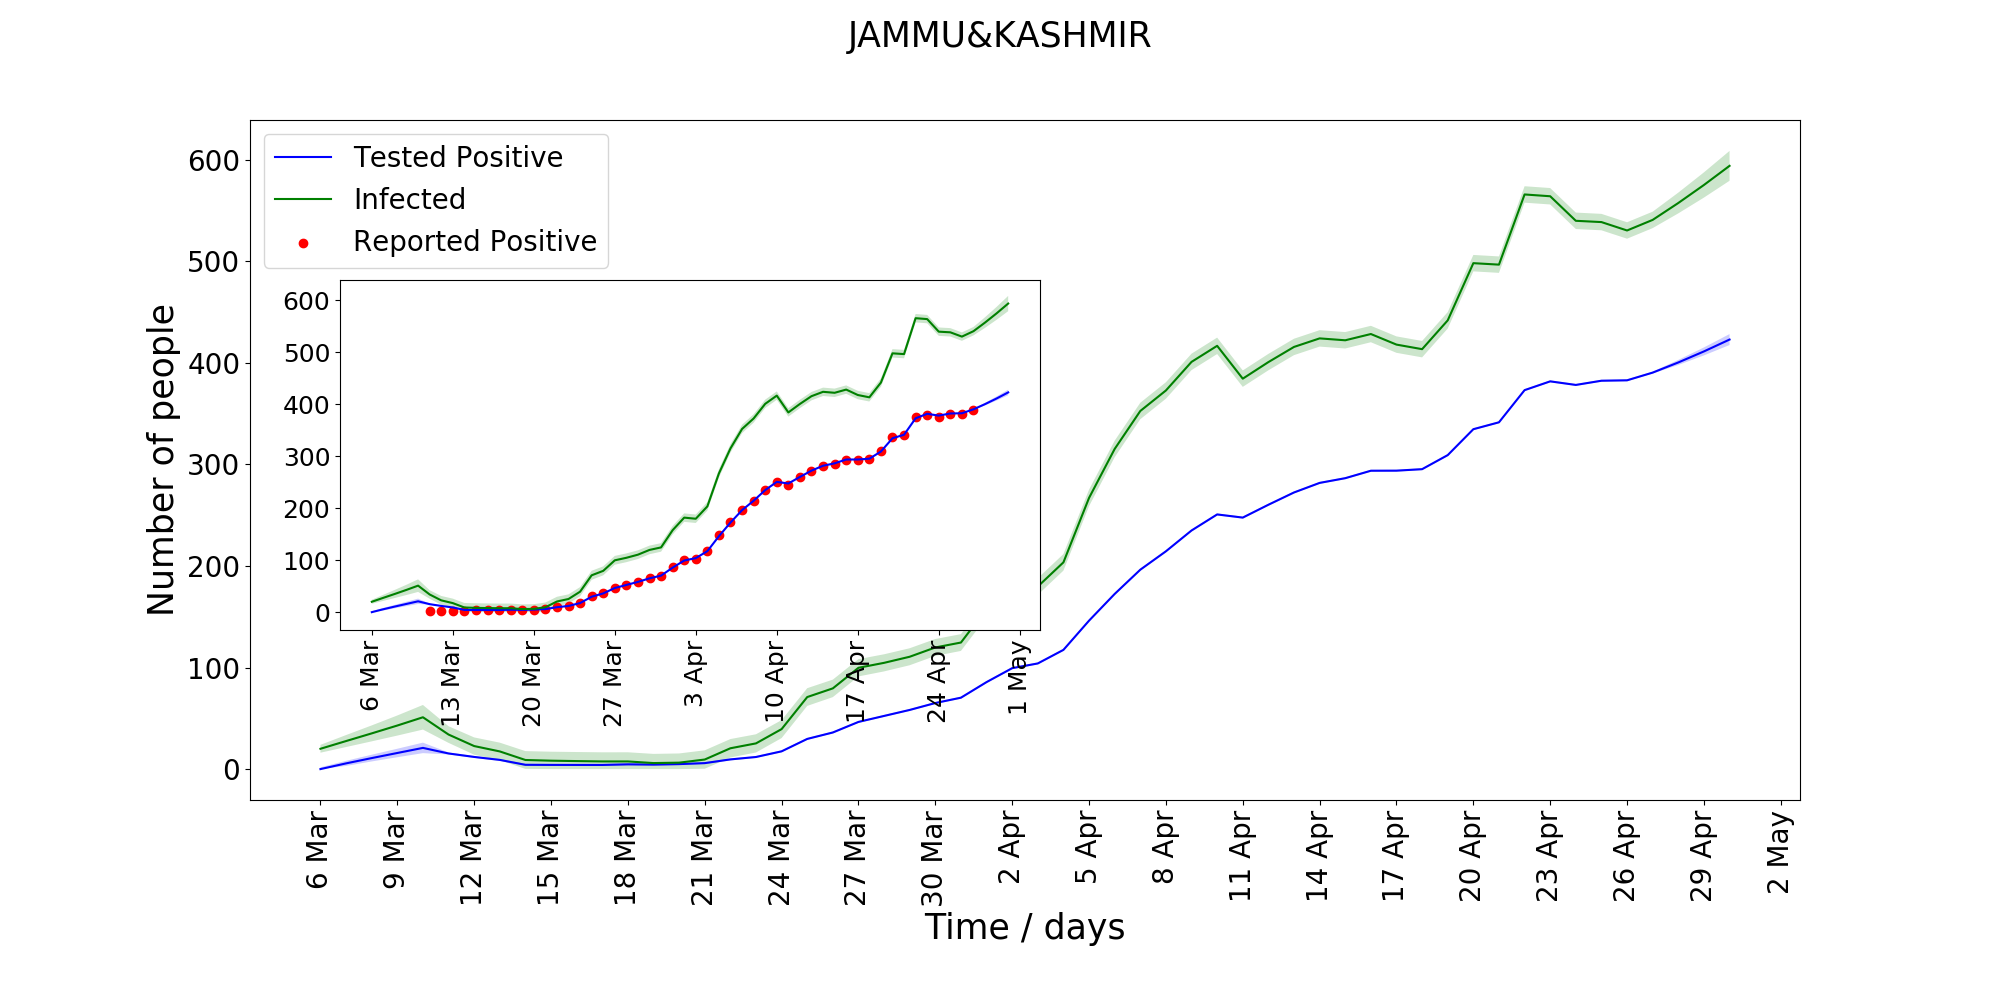 JAMMU&KASHMIR
Tested Positive
Infected
Reported Positive
Number of people
600
500
400
300
200
100
0
600
500
400
300
200
100
0
6 Mar
13 Mar
20 Mar
27 Mar
3 Apr
10 Apr
17 Apr
24 Apr
1 May
6 Mar
9 Mar
12 Mar
15 Mar
18 Mar
21 Mar
24 Mar
27 Mar
30 Mar
2 Apr
5 Apr
8 Apr
11 Apr
14 Apr
17 Apr
20 Apr
23 Apr
26 Apr
29 Apr
2 May
Time / days